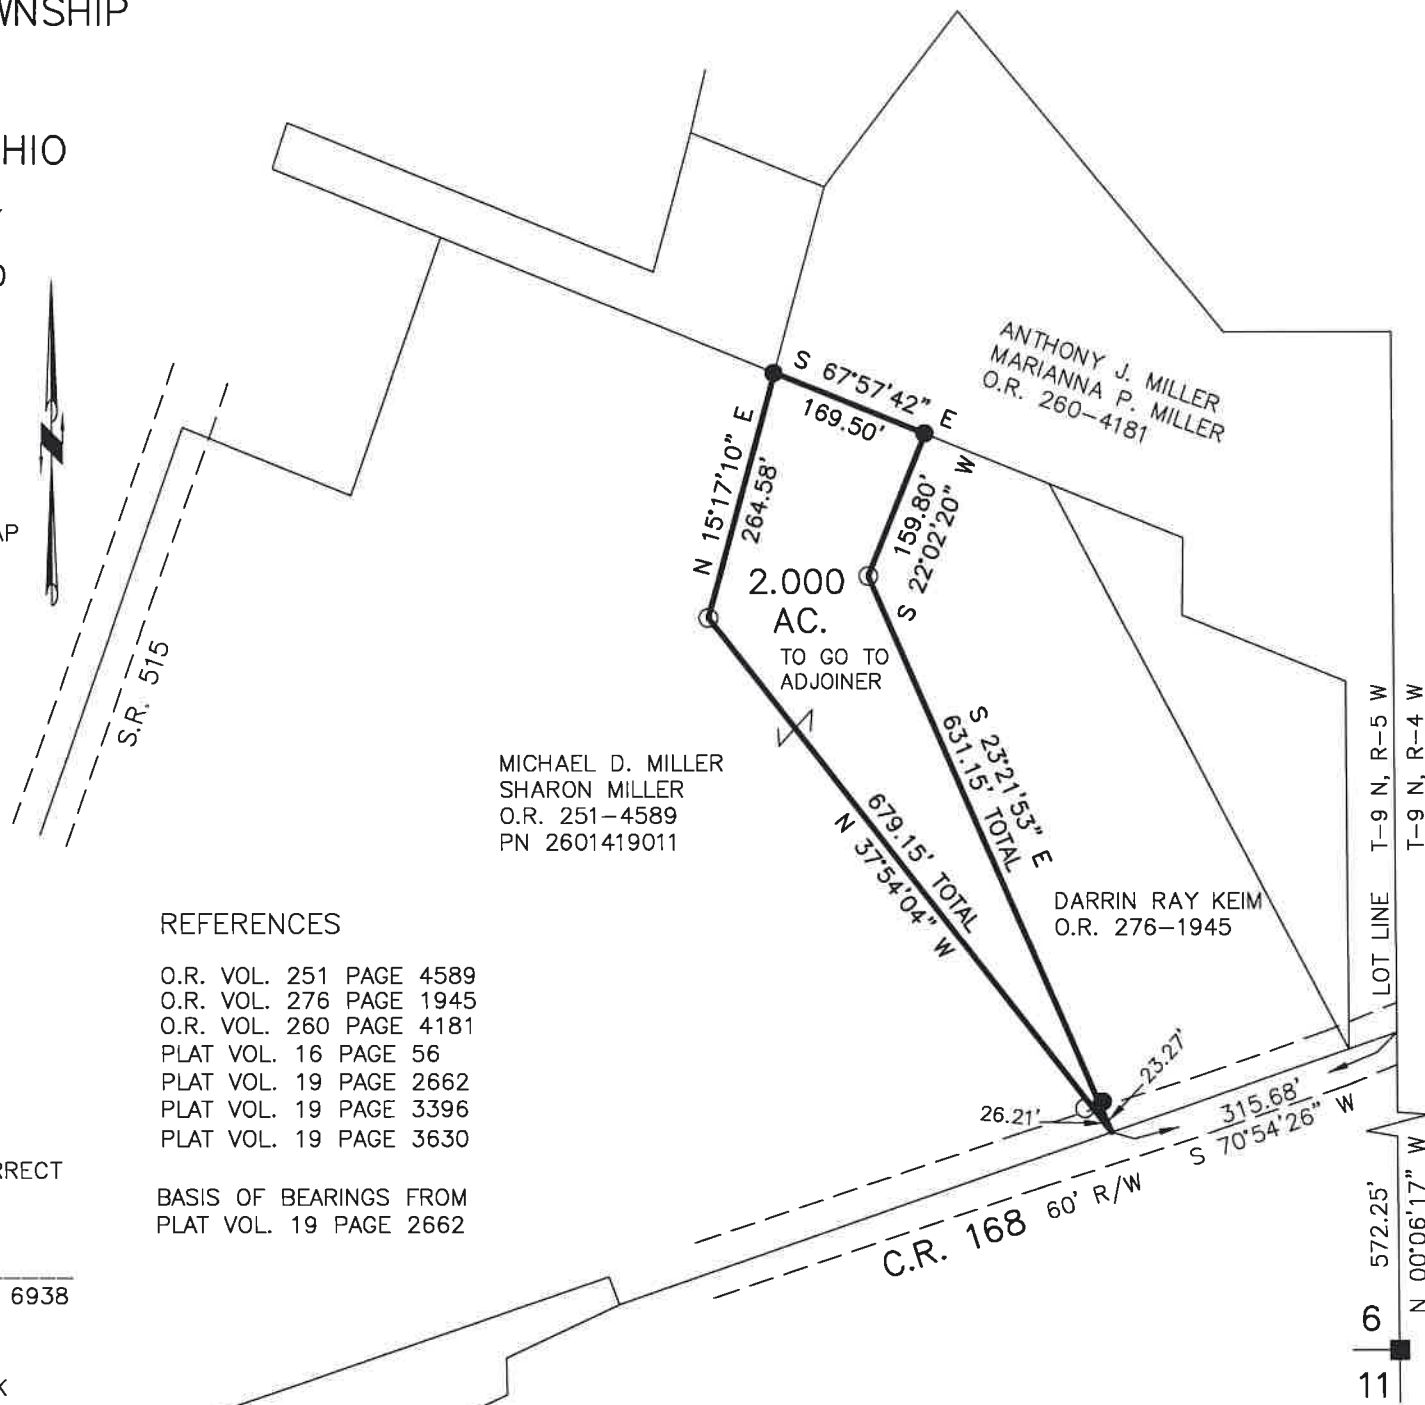 WNSHIP
HIO
S 67°57'42" E
169.50'
ANTHONY J. MILLER
MARIANNA P. MILLER
O.R. 260-4181
N 15°17'10" E
264.58'
159.80'
S 22°02'20" W
2.000
AC.
TO GO TO
ADJOINER
AP
S.R. 515
MICHAEL D. MILLER
SHARON MILLER
O.R. 251-4589
PN 2601419011
S 23°21'53" E
631.15' TOTAL
679.15' TOTAL
N 37°54'04" W
DARRIN RAY KEIM
O.R. 276-1945
LOT LINE
T-9 N, R-5 W
T-9 N, R-4 W
REFERENCES
O.R. VOL. 251 PAGE 4589
O.R. VOL. 276 PAGE 1945
O.R. VOL. 260 PAGE 4181
PLAT VOL. 16 PAGE 56
PLAT VOL. 19 PAGE 2662
PLAT VOL. 19 PAGE 3396
PLAT VOL. 19 PAGE 3630
BASIS OF BEARINGS FROM
PLAT VOL. 19 PAGE 2662
RRECT
6938
23.27'
26.21'
315.68'
S 70°54'26" W
C.R. 168 60' R/W
572.25'
N 00°06'17" W
6
11